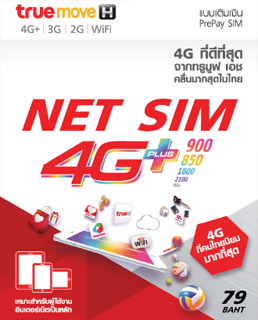 truemove H
4G+ | 3G | 2G | WiFi
แบบเติมเงิน
PrePay SIM
4G ที่ดีที่สุด
จากทรูมูฟ เอช
คลื่นมากสุดในไทย
NET SIM
4G+
PLUS
900
850
1800
2100
MHz
true
WiFi
4G
ที่คนไทยนิยม
มากที่สุด
เหมาะสำหรับผู้ใช้งาน
อินเตอร์เน็ตเป็นหลัก
79
BAHT